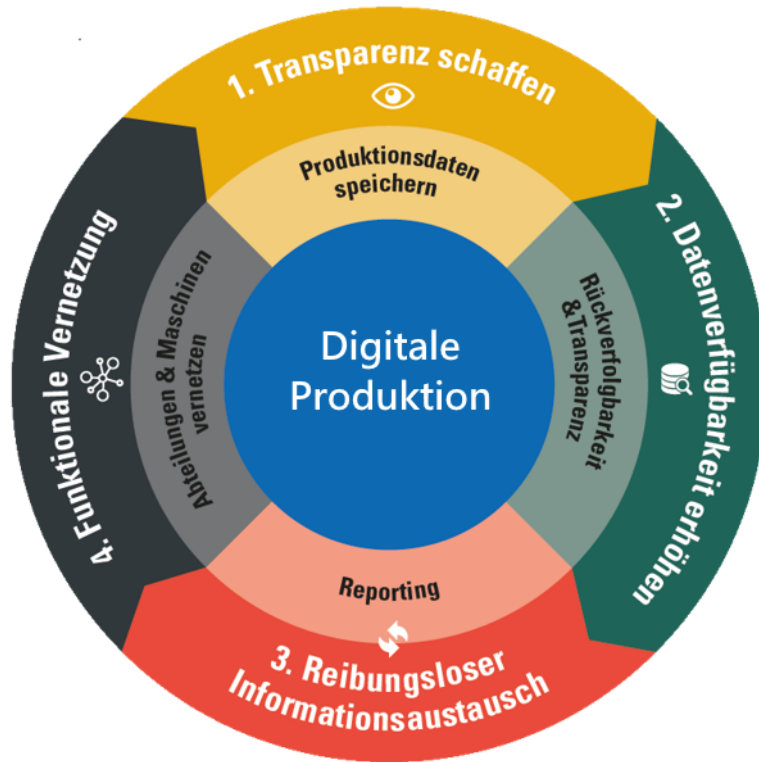 1. Transparenz schaffen
Produktionsdaten
speichern
2. Datenverfügbarkeit erhöhen
Rückverfolgbarkeit
&Transparenz
3. Reibungsloser
Informationsaustausch
Reporting
4. Funktionale Vernetzung
Abteilungen & Maschinen
vernetzen
Digitale
Produktion